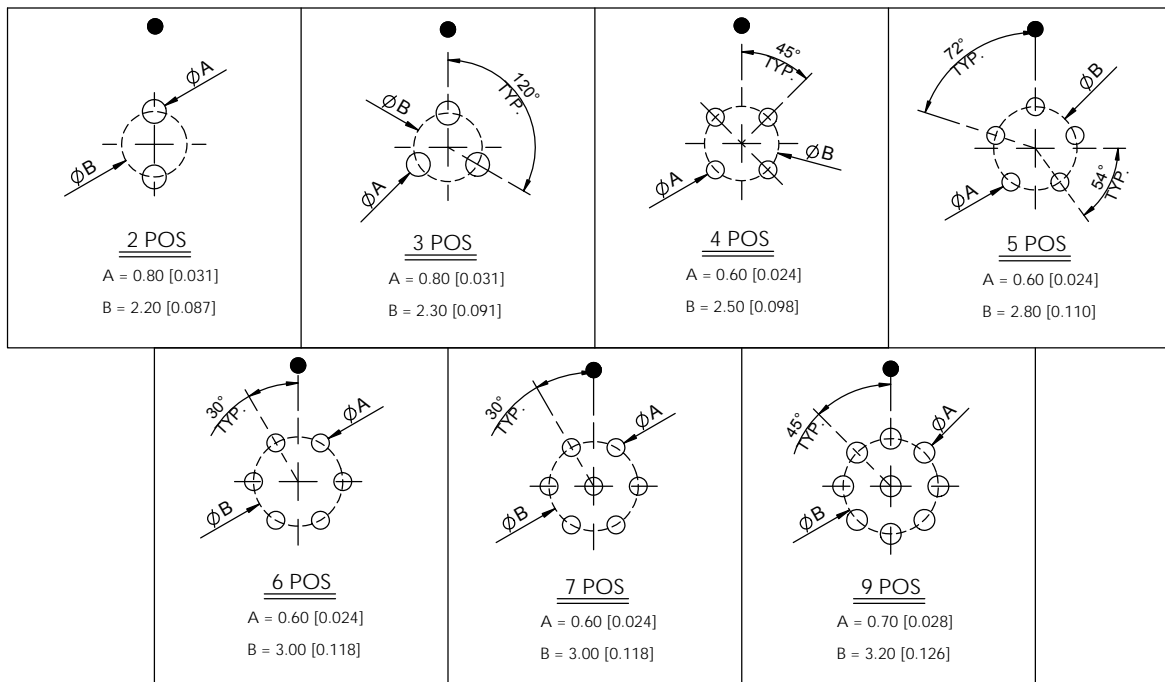 ØA
ØB
2 POS
A = 0.80 [0.031]
B = 2.20 [0.087]
120°
TYP.
ØB
ØA
3 POS
A = 0.80 [0.031]
B = 2.30 [0.091]
45°
TYP.
ØB
ØA
4 POS
A = 0.60 [0.024]
B = 2.50 [0.098]
72°
TYP.
ØB
54°
TYP.
ØA
5 POS
A = 0.60 [0.024]
B = 2.80 [0.110]
30°
TYP.
ØA
ØB
6 POS
A = 0.60 [0.024]
B = 3.00 [0.118]
30°
TYP.
ØA
ØB
7 POS
A = 0.60 [0.024]
B = 3.00 [0.118]
45°
TYP.
ØA
ØB
9 POS
A = 0.70 [0.028]
B = 3.20 [0.126]